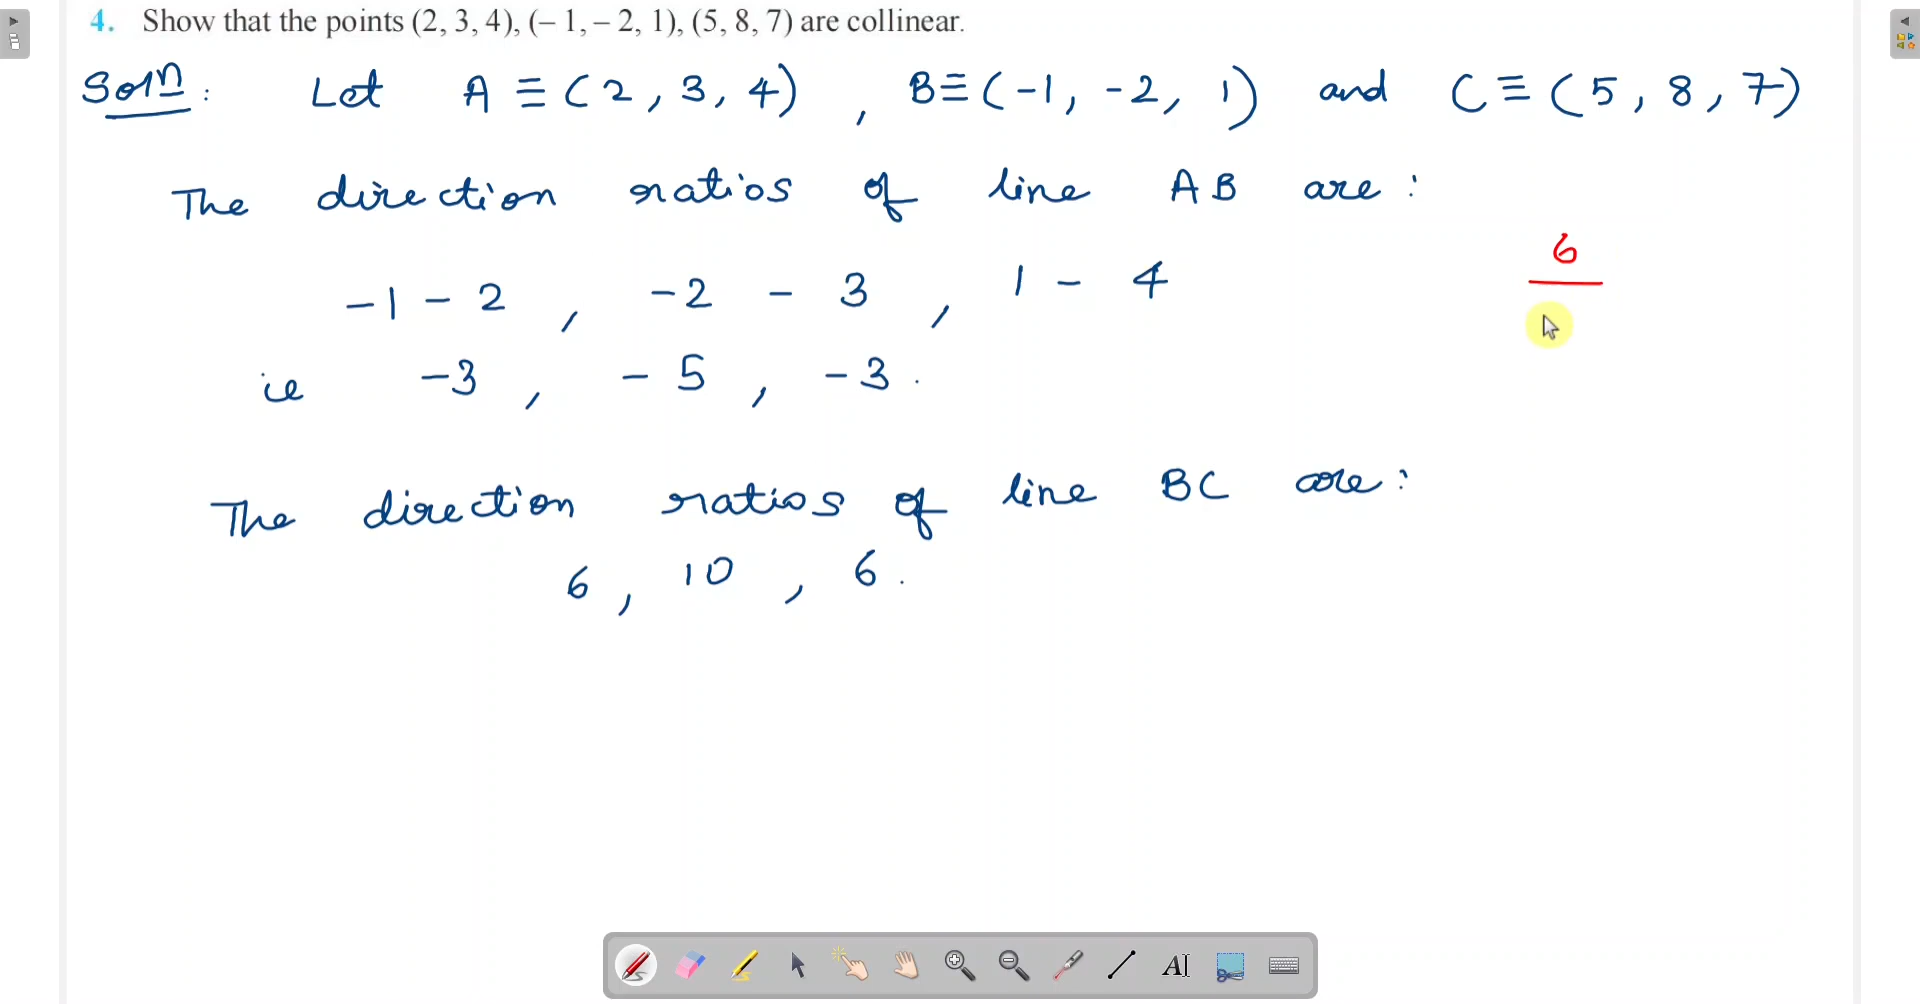 4. Show that the points (2, 3, 4), (– 1, – 2, 1), (5, 8, 7) are collinear.
Soln : Let A ≡ (2, 3, 4) , B ≡ (-1, -2, 1) and C ≡ (5, 8, 7)
The direction ratios of line AB are :
6
-1 - 2 , -2 - 3 , 1 - 4
ie -3 , - 5 , -3 .
The direction ratios of line BC are :
6 , 10 , 6 .
AI